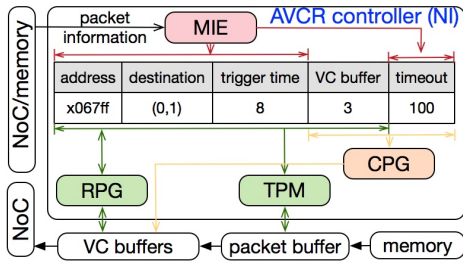 packet
information
MIE
AVCR controller (NI)
NoC/memory
address destination trigger time VC buffer timeout
x067ff (0,1) 8 3 100
CPG
RPG
TPM
NoC
VC buffers
packet buffer
memory